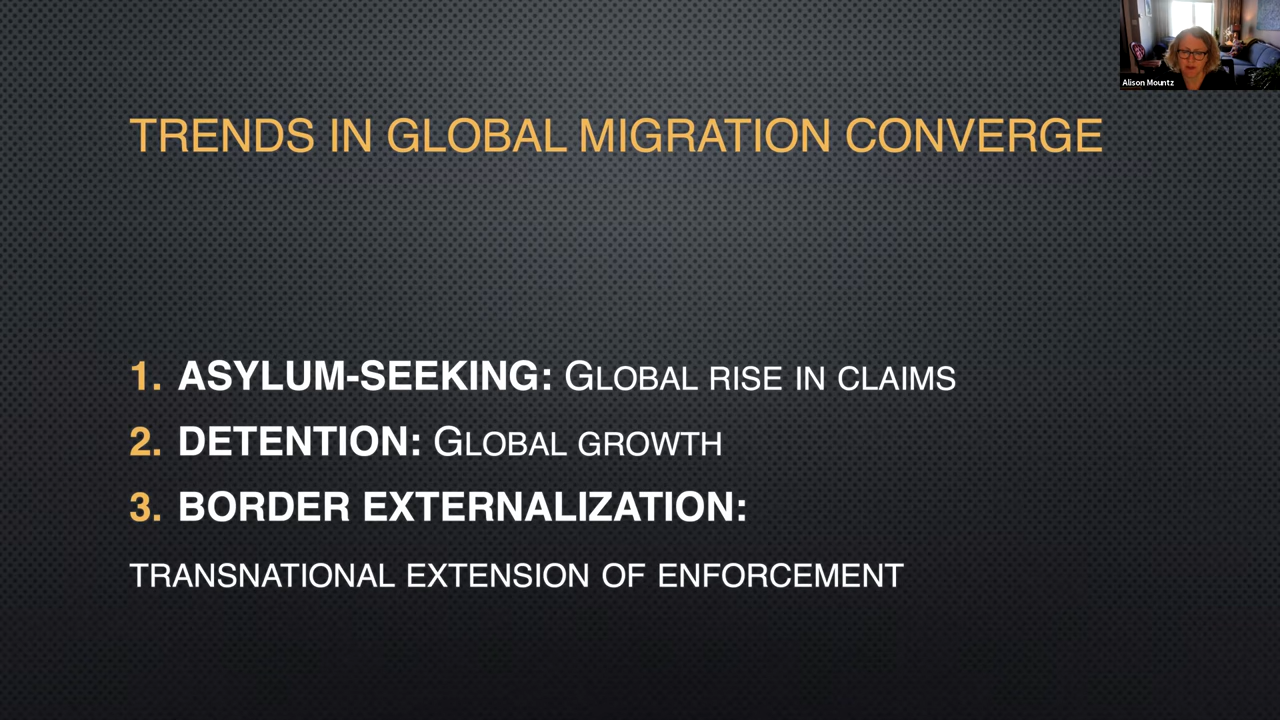 Alison Mountz
TRENDS IN GLOBAL MIGRATION CONVERGE
1. ASYLUM-SEEKING: GLOBAL RISE IN CLAIMS
2. DETENTION: GLOBAL GROWTH
3. BORDER EXTERNALIZATION:
TRANSNATIONAL EXTENSION OF ENFORCEMENT